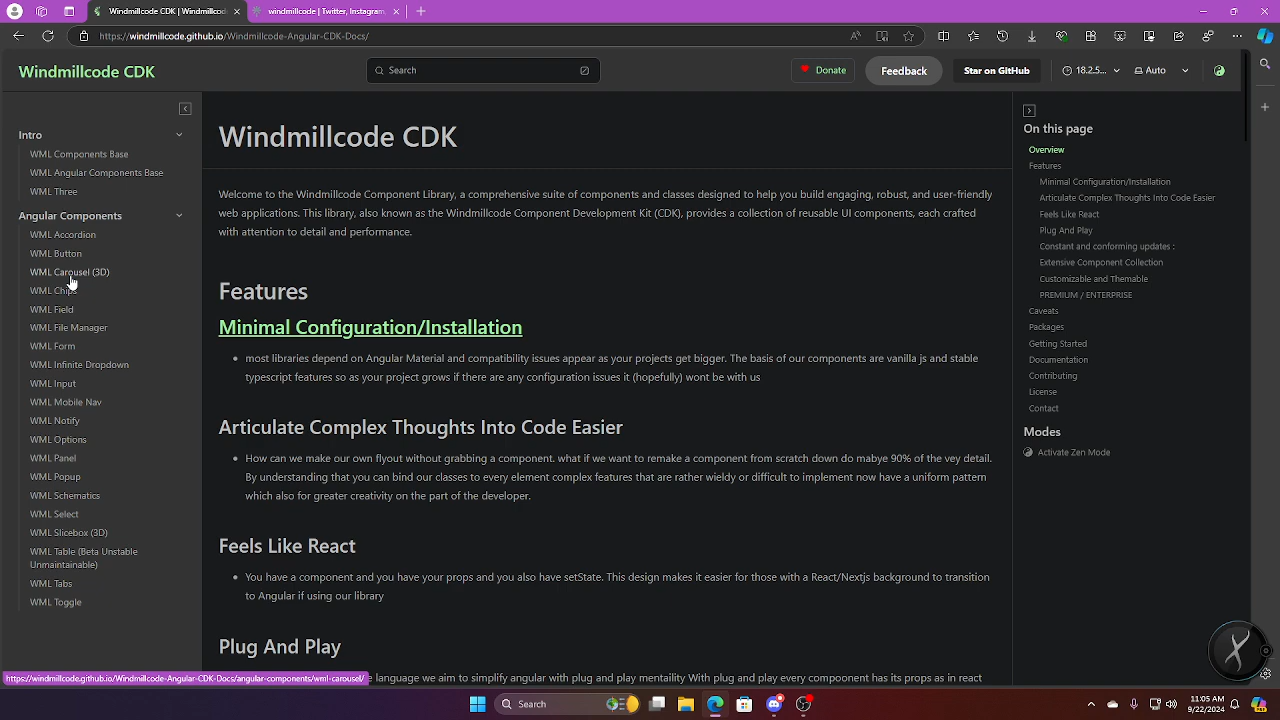 Windmillcode CDK | Windmillcode
windmillcode | Twitter, Instagram
https://windmillcode.github.io/Windmillcode-Angular-CDK-Docs/
Windmillcode CDK
Search
Donate
Feedback
Star on GitHub
18.2.5...
Auto
Intro
WML Components Base
WML Angular Components Base
WML Three
Angular Components
WML Accordion
WML Button
WML Carousel (3D)
WML Chips
WML Field
WML File Manager
WML Form
WML Infinite Dropdown
WML Input
WML Mobile Nav
WML Notify
WML Options
WML Panel
WML Popup
WML Schematics
WML Select
WML Slicebox (3D)
WML Table (Beta Unstable
Unmaintainable)
WML Tabs
WML Toggle
Windmillcode CDK
Welcome to the Windmillcode Component Library, a comprehensive suite of components and classes designed to help you build engaging, robust, and user-friendly
web applications. This library, also known as the Windmillcode Component Development Kit (CDK), provides a collection of reusable UI components, each crafted
with attention to detail and performance.
Features
Minimal Configuration/Installation
• most libraries depend on Angular Material and compatibility issues appear as your projects get bigger. The basis of our components are vanilla js and stable
typescript features so as your project grows if there are any configuration issues it (hopefully) wont be with us
Articulate Complex Thoughts Into Code Easier
• How can we make our own flyout without grabbing a component. what if we want to remake a component from scratch down do mabye 90% of the vey detail.
By understanding that you can bind our classes to every element complex features that are rather wieldy or difficult to implement now have a uniform pattern
which also for greater creativity on the part of the developer.
Feels Like React
• You have a component and you have your props and you also have setState. This design makes it easier for those with a React/Nextjs background to transition
to Angular if using our library
Plug And Play
language we aim to simplify angular with plug and play mentaility With plug and play every component has its props as in react
On this page
Overview
Features
Minimal Configuration/Installation
Articulate Complex Thoughts Into Code Easier
Feels Like React
Plug And Play
Constant and conforming updates :
Extensive Component Collection
Customizable and Themable
PREMIUM / ENTERPRISE
Caveats
Packages
Getting Started
Documentation
Contributing
License
Contact
Modes
Activate Zen Mode
https://windmillcode.github.io/Windmillcode-Angular-CDK-Docs/angular-components/wml-carousel/
Search
11:05 AM
9/22/2024